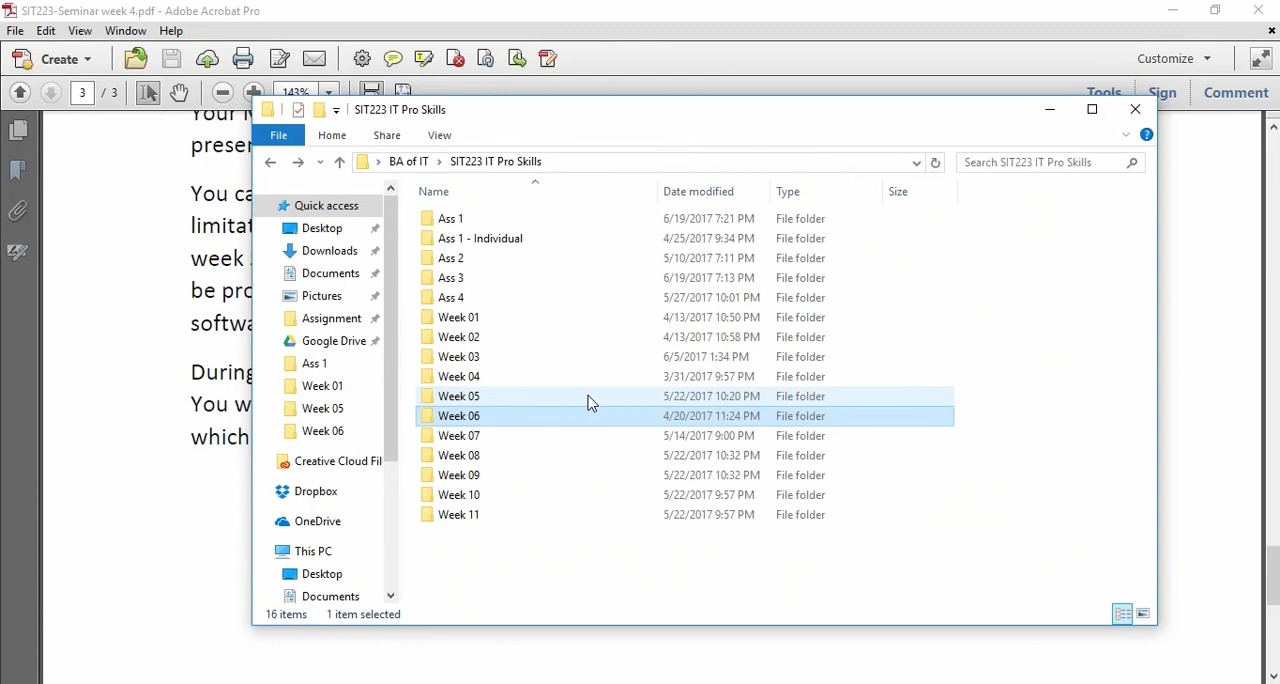 SIT223-Seminar week 4.pdf - Adobe Acrobat Pro
File Edit View Window Help
Create
Customize
3 / 3
143%
Tools Sign Comment
Your
presen
You ca
limitat
week
be pro
softwa
During
You w
which
SIT223 IT Pro Skills
File Home Share View
BA of IT › SIT223 IT Pro Skills
Search SIT223 IT Pro Skills
Name Date modified Type Size
Quick access
Desktop
Downloads
Documents
Pictures
Assignment
Google Drive
Ass 1
Week 01
Week 05
Week 06
Creative Cloud Fil
Dropbox
OneDrive
This PC
Desktop
Documents
Ass 1 6/19/2017 7:21 PM File folder
Ass 1 - Individual 4/25/2017 9:34 PM File folder
Ass 2 5/10/2017 7:11 PM File folder
Ass 3 6/19/2017 7:13 PM File folder
Ass 4 5/27/2017 10:01 PM File folder
Week 01 4/13/2017 10:50 PM File folder
Week 02 4/13/2017 10:58 PM File folder
Week 03 6/5/2017 1:34 PM File folder
Week 04 3/31/2017 9:57 PM File folder
Week 05 5/22/2017 10:20 PM File folder
Week 06 4/20/2017 11:24 PM File folder
Week 07 5/14/2017 9:00 PM File folder
Week 08 5/22/2017 10:32 PM File folder
Week 09 5/22/2017 10:32 PM File folder
Week 10 5/22/2017 9:57 PM File folder
Week 11 5/22/2017 9:57 PM File folder
16 items 1 item selected